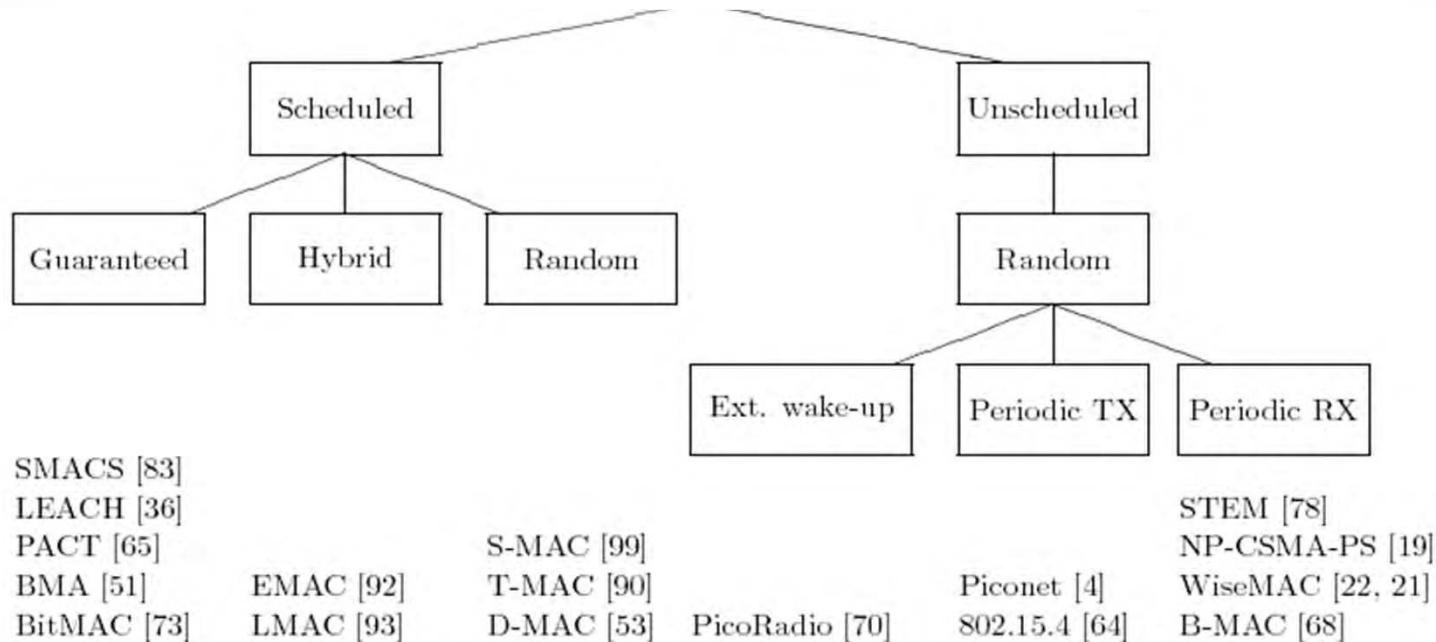 Scheduled
Unscheduled
Guaranteed
Hybrid
Random
Random
Ext. wake-up
Periodic TX
Periodic RX
SMACS [83]
LEACH [36]
PACT [65]
BMA [51]
BitMAC [73]
EMAC [92]
LMAC [93]
S-MAC [99]
T-MAC [90]
D-MAC [53]
PicoRadio [70]
Piconet [4]
802.15.4 [64]
STEM [78]
NP-CSMA-PS [19]
WiseMAC [22, 21]
B-MAC [68]